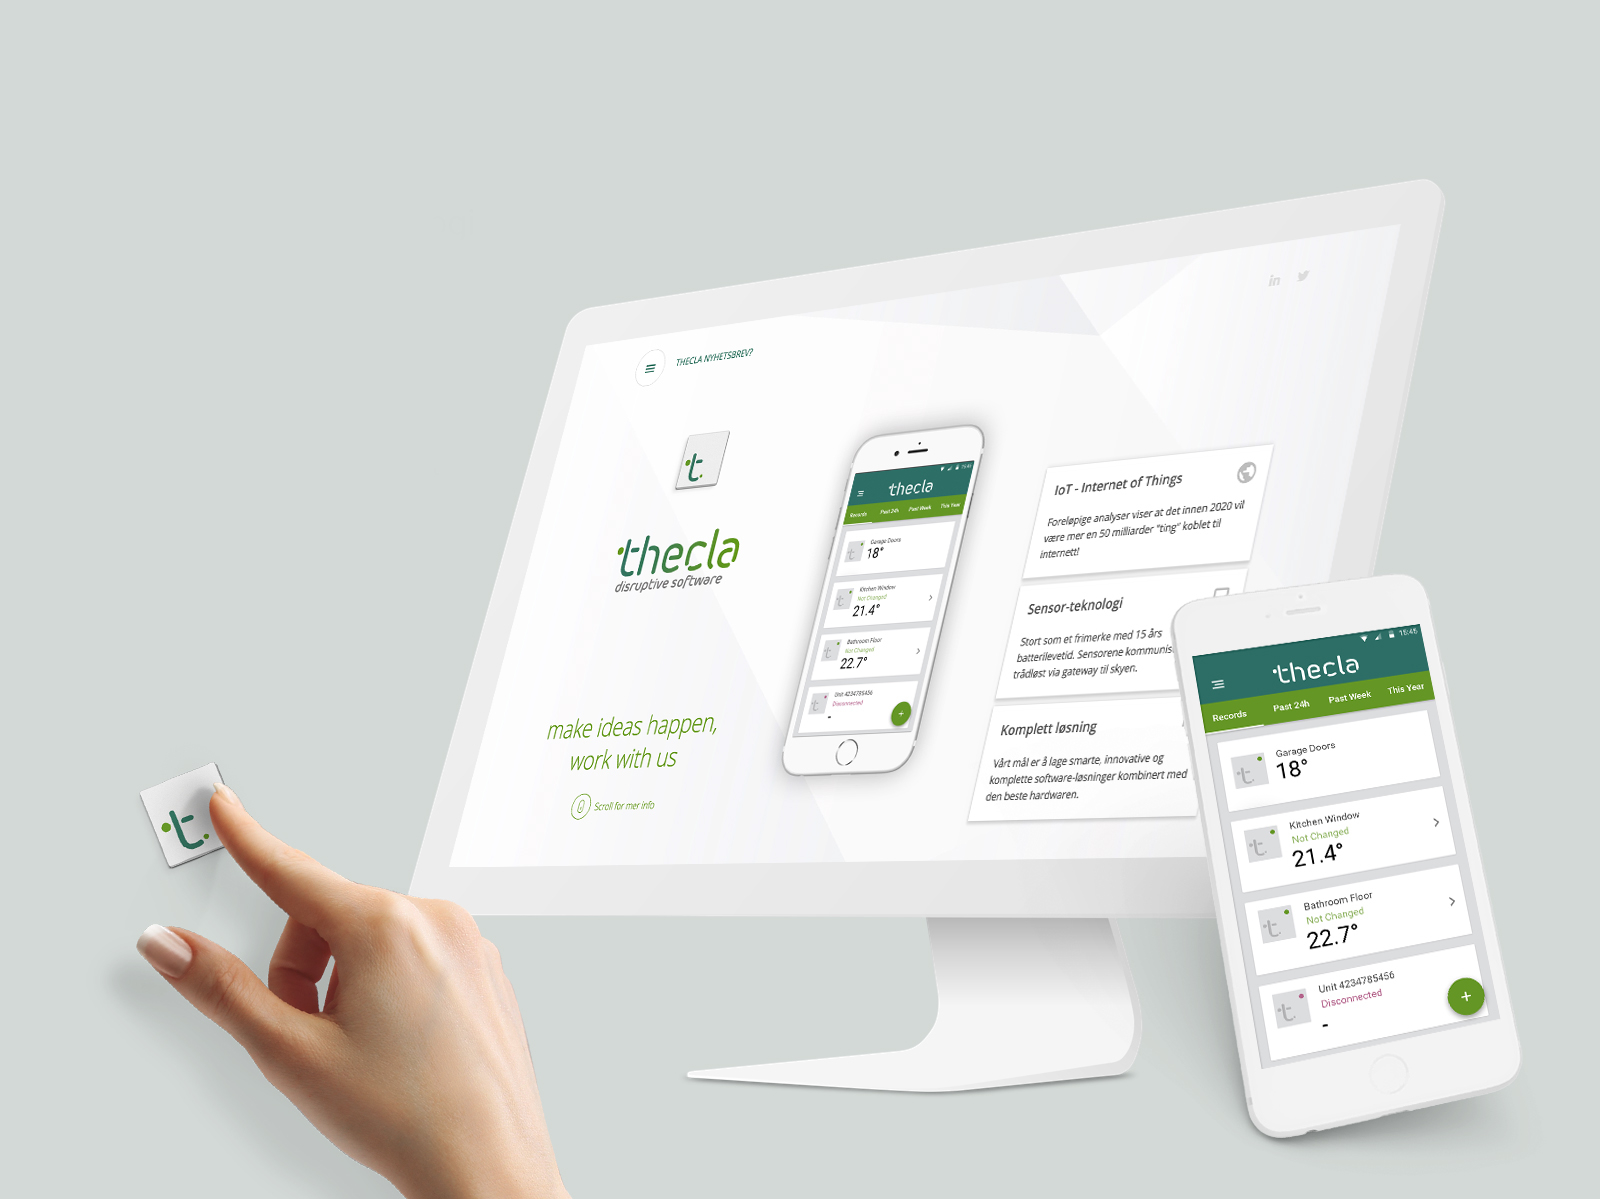 in
THECLA NYHETSBREV?
t.
thecla
disruptive software
make ideas happen,
work with us
Scroll for mer info
15:45
thecla
Records Past 24h Past Week This Year
Garage Doors
18°
Kitchen Window
Not Changed
21.4°
Bathroom Floor
Not Changed
22.7°
Unit 4234785456
Disconnected
-
+
IoT - Internet of Things
Foreløpige analyser viser at det innen 2020 vil
være mer en 50 milliarder "ting" koblet til
internett!
Sensor-teknologi
Stort som et frimerke med 15 års
batterilevetid. Sensorene kommunis
trådløst via gateway til skyen.
Komplett løsning
Vårt mål er å lage smarte, innovative og
komplette software-løsninger kombinert med
den beste hardwaren.
t.
15:45
thecla
Records Past 24h Past Week This Year
Garage Doors
18°
Kitchen Window
Not Changed
21.4°
Bathroom Floor
Not Changed
22.7°
Unit 4234785456
Disconnected
-
+